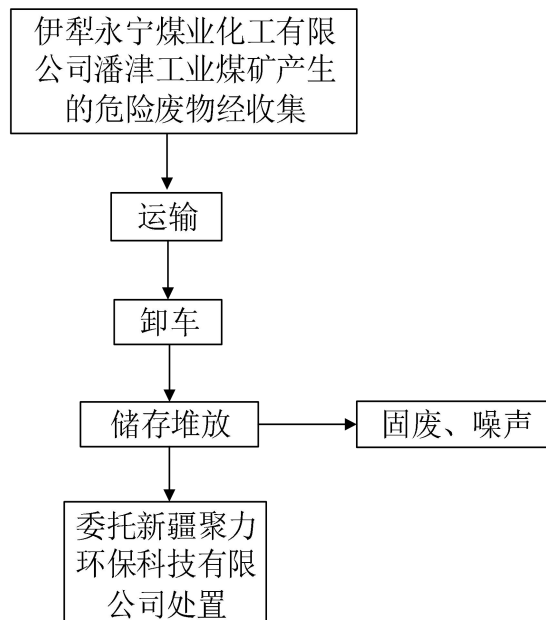 伊犁永宁煤业化工有限
公司潘津工业煤矿产生
的危险废物经收集
运输
卸车
储存堆放
固废、噪声
委托新疆聚力
环保科技有限
公司处置